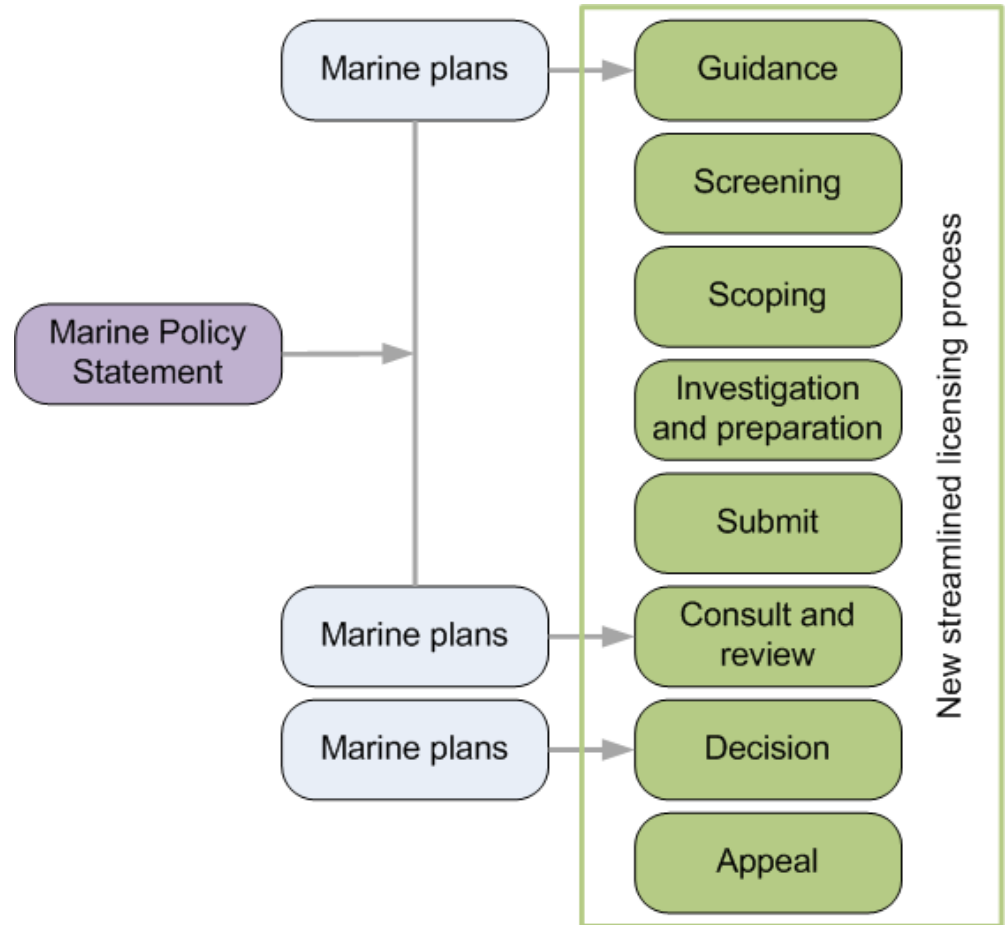 Marine plans
Guidance
Screening
Scoping
Marine Policy
Statement
Investigation
and preparation
Submit
Marine plans
Consult and
review
Marine plans
Decision
Appeal
New streamlined licensing process